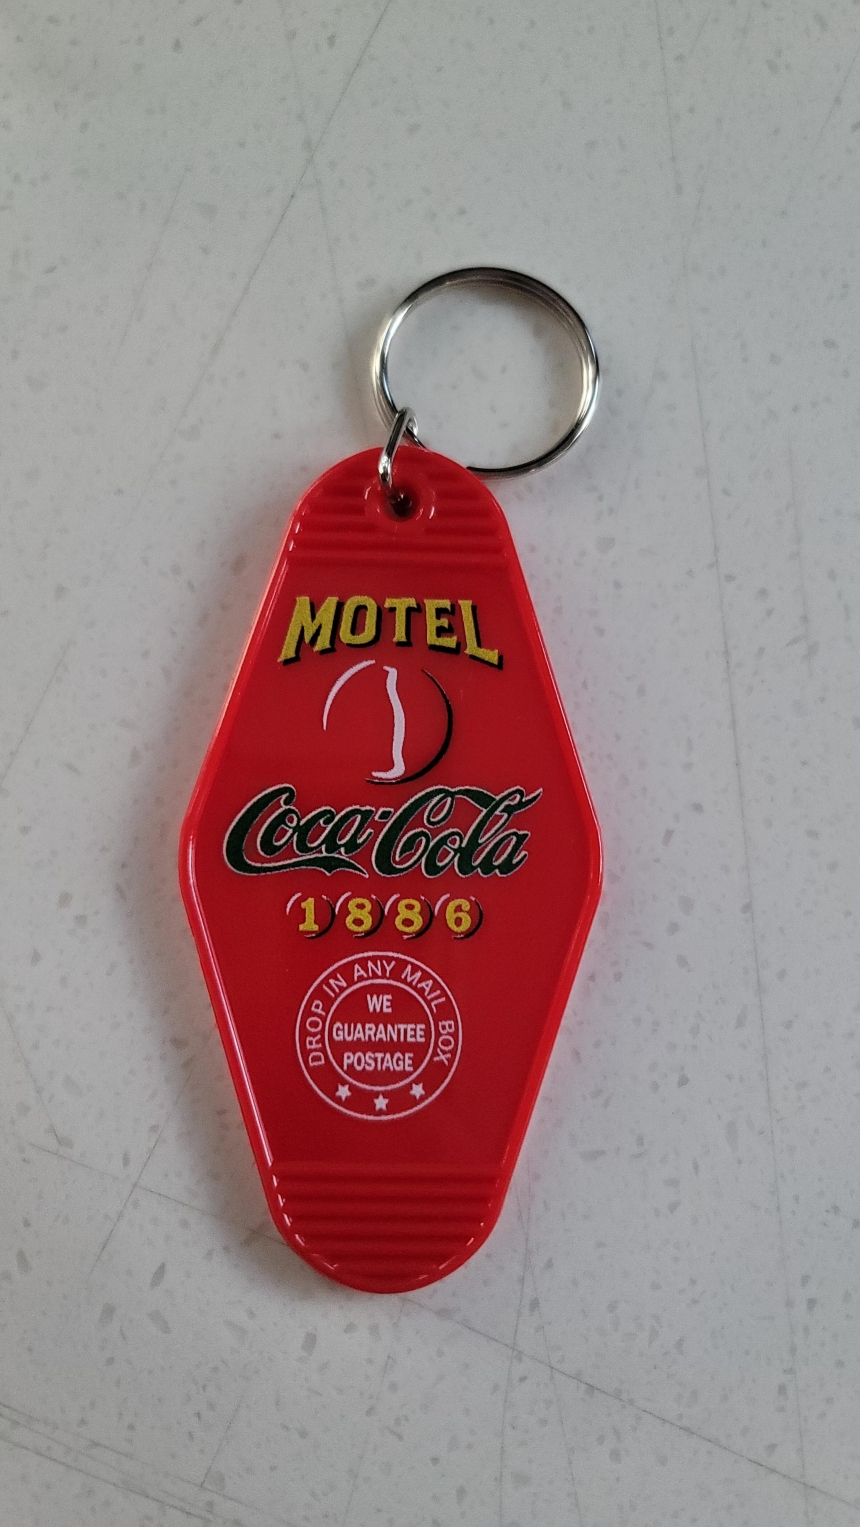 MOTEL
Coca-Cola
1886
DROP IN ANY MAIL BOX
WE
GUARANTEE
POSTAGE